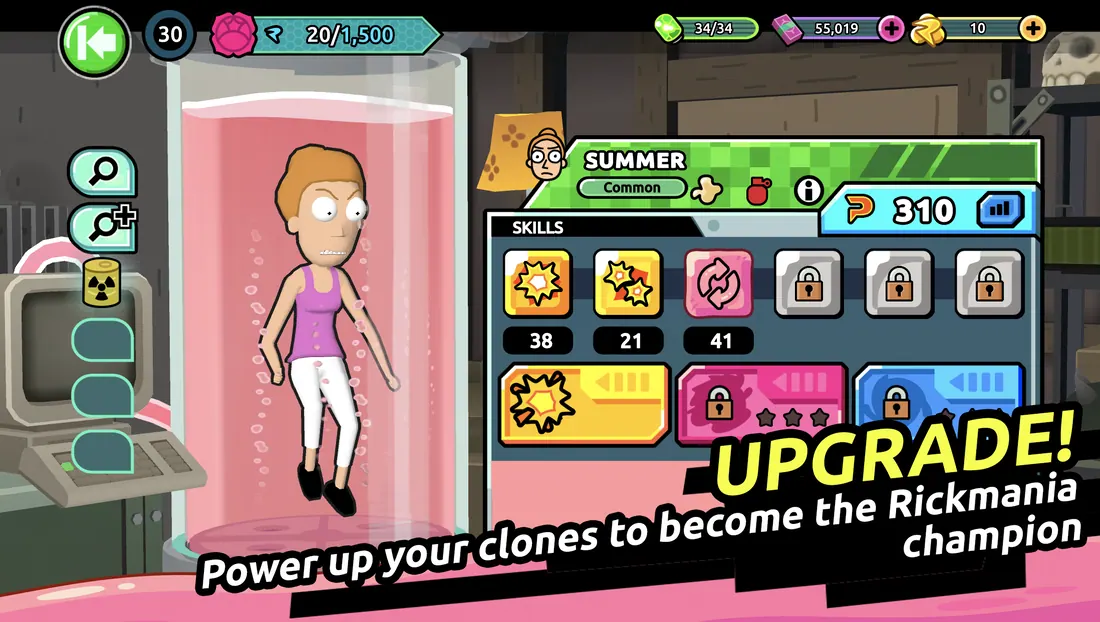 30
20/1,500
34/34
55,019
10
SUMMER
Common
310
SKILLS
38
21
41
UPGRADE!
Power up your clones to become the Rickmania
champion